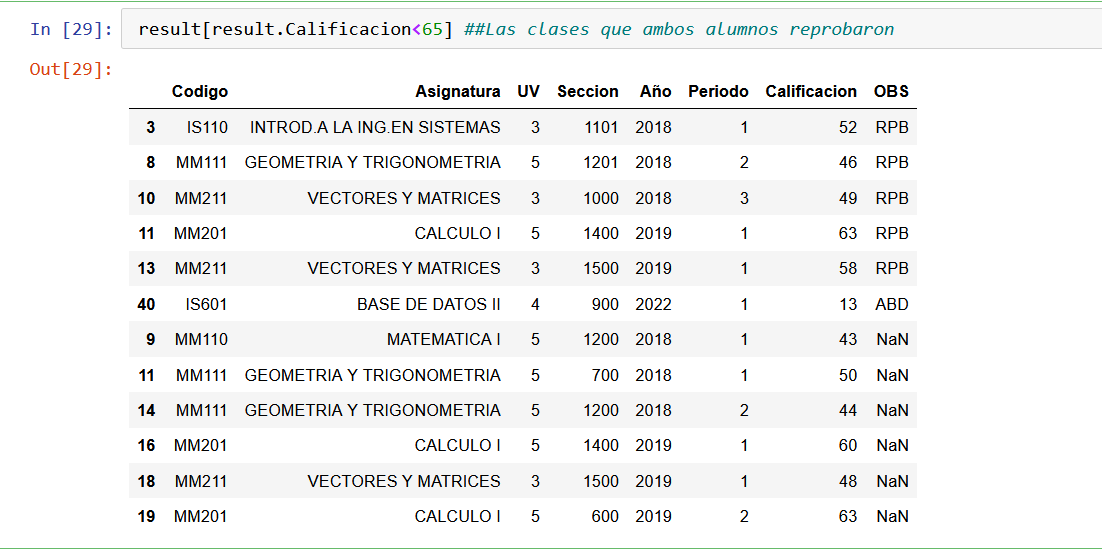 In [29]: result[result.Calificacion<65] ##Las clases que ambos alumnos reprobaron
Out[29]:
Codigo Asignatura UV Seccion Año Periodo Calificacion OBS
3 IS110 INTROD.A LA ING.EN SISTEMAS 3 1101 2018 1 52 RPB
8 MM111 GEOMETRIA Y TRIGONOMETRIA 5 1201 2018 2 46 RPB
10 MM211 VECTORES Y MATRICES 3 1000 2018 3 49 RPB
11 MM201 CALCULO I 5 1400 2019 1 63 RPB
13 MM211 VECTORES Y MATRICES 3 1500 2019 1 58 RPB
40 IS601 BASE DE DATOS II 4 900 2022 1 13 ABD
9 MM110 MATEMATICA I 5 1200 2018 1 43 NaN
11 MM111 GEOMETRIA Y TRIGONOMETRIA 5 700 2018 1 50 NaN
14 MM111 GEOMETRIA Y TRIGONOMETRIA 5 1200 2018 2 44 NaN
16 MM201 CALCULO I 5 1400 2019 1 60 NaN
18 MM211 VECTORES Y MATRICES 3 1500 2019 1 48 NaN
19 MM201 CALCULO I 5 600 2019 2 63 NaN